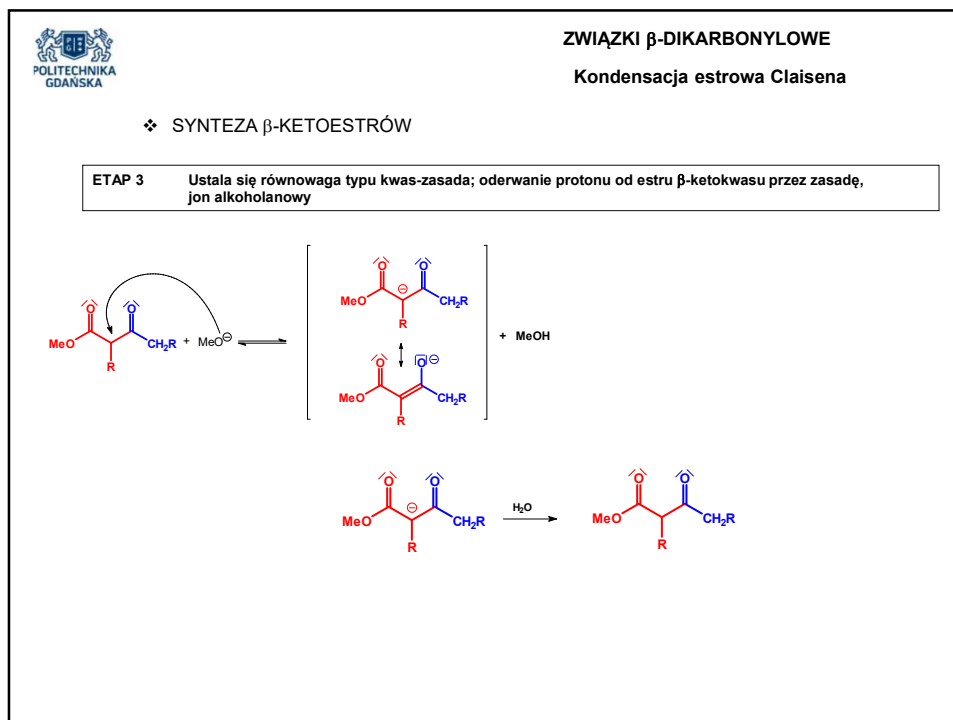 POLITECHNIKA
GDAŃSKA
ZWIĄZKI β-DIKARBONYLOWE
Kondensacja estrowa Claisena
❖ SYNTEZA β-KETOESTRÓW
ETAP 3 Ustala się równowaga typu kwas-zasada; oderwanie protonu od estru β-ketokwasu przez zasadę,
jon alkoholanowy
O O
MeO CH₂R
R
+ MeO⊖
O O
MeO ⊖ CH₂R
R
O O⊖
MeO CH₂R
R
+ MeOH
O O
MeO ⊖ CH₂R
R
H₂O
O O
MeO CH₂R
R